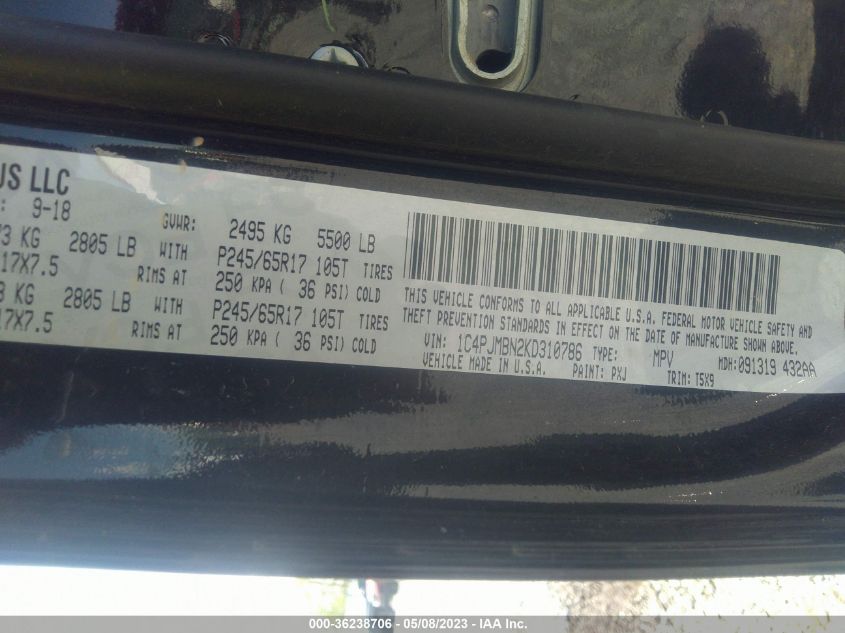 US LLC
: 9-18 GVWR: 2495 KG 5500 LB
3 KG 2805 LB WITH P245/65R17 105T TIRES
17X7.5 RIMS AT 250 KPA ( 36 PSI) COLD
3 KG 2805 LB WITH P245/65R17 105T TIRES
17X7.5 RIMS AT 250 KPA ( 36 PSI) COLD
THIS VEHICLE CONFORMS TO ALL APPLICABLE U.S.A. FEDERAL MOTOR VEHICLE SAFETY AND
THEFT PREVENTION STANDARDS IN EFFECT ON THE DATE OF MANUFACTURE SHOWN ABOVE.
VIN: 1C4PJMBN2KD310786 TYPE: MPV MDH: 091319 432AA
VEHICLE MADE IN U.S.A. PAINT: PXJ TRIM: T5X9
000-36238706 — 05/08/2023 — © IAA Inc.